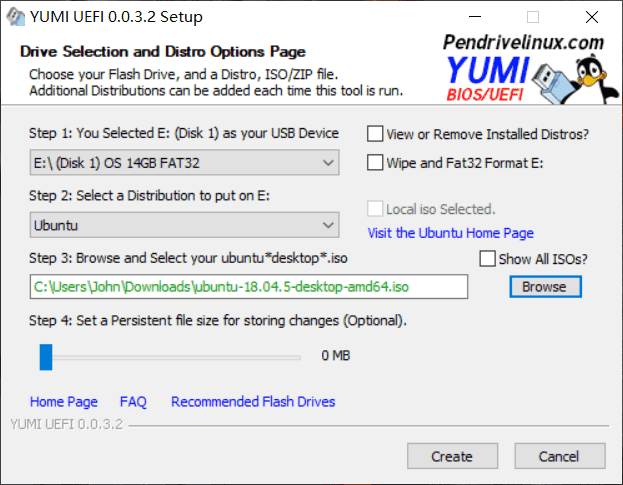 YUMI UEFI 0.0.3.2 Setup
Drive Selection and Distro Options Page
Choose your Flash Drive, and a Distro, ISO/ZIP file.
Additional Distributions can be added each time this tool is run.
Pendrivelinux.com
YUMI
BIOS/UEFI
Step 1: You Selected E: (Disk 1) as your USB Device
View or Remove Installed Distros?
E:\ (Disk 1) OS 14GB FAT32
Wipe and Fat32 Format E:
Step 2: Select a Distribution to put on E:
Local iso Selected.
Ubuntu
Visit the Ubuntu Home Page
Step 3: Browse and Select your ubuntu*desktop*.iso
Show All ISOs?
C:\Users\John\Downloads\ubuntu-18.04.5-desktop-amd64.iso
Browse
Step 4: Set a Persistent file size for storing changes (Optional).
0 MB
Home Page FAQ Recommended Flash Drives
YUMI UEFI 0.0.3.2
Create Cancel